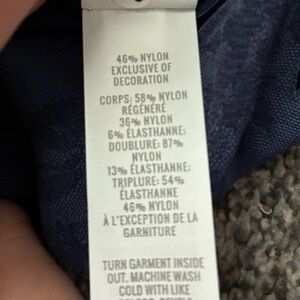 46% NYLON
EXCLUSIVE OF
DECORATION
CORPS: 58% NYLON
RÉGÉNÉRÉ
36% NYLON
6% ÉLASTHANNE;
DOUBLURE: 87%
NYLON
13% ÉLASTHANNE;
TRIPLURE: 54%
ÉLASTHANNE
46% NYLON
À L'EXCEPTION DE LA
GARNITURE
TURN GARMENT INSIDE
OUT, MACHINE WASH
COLD WITH LIKE